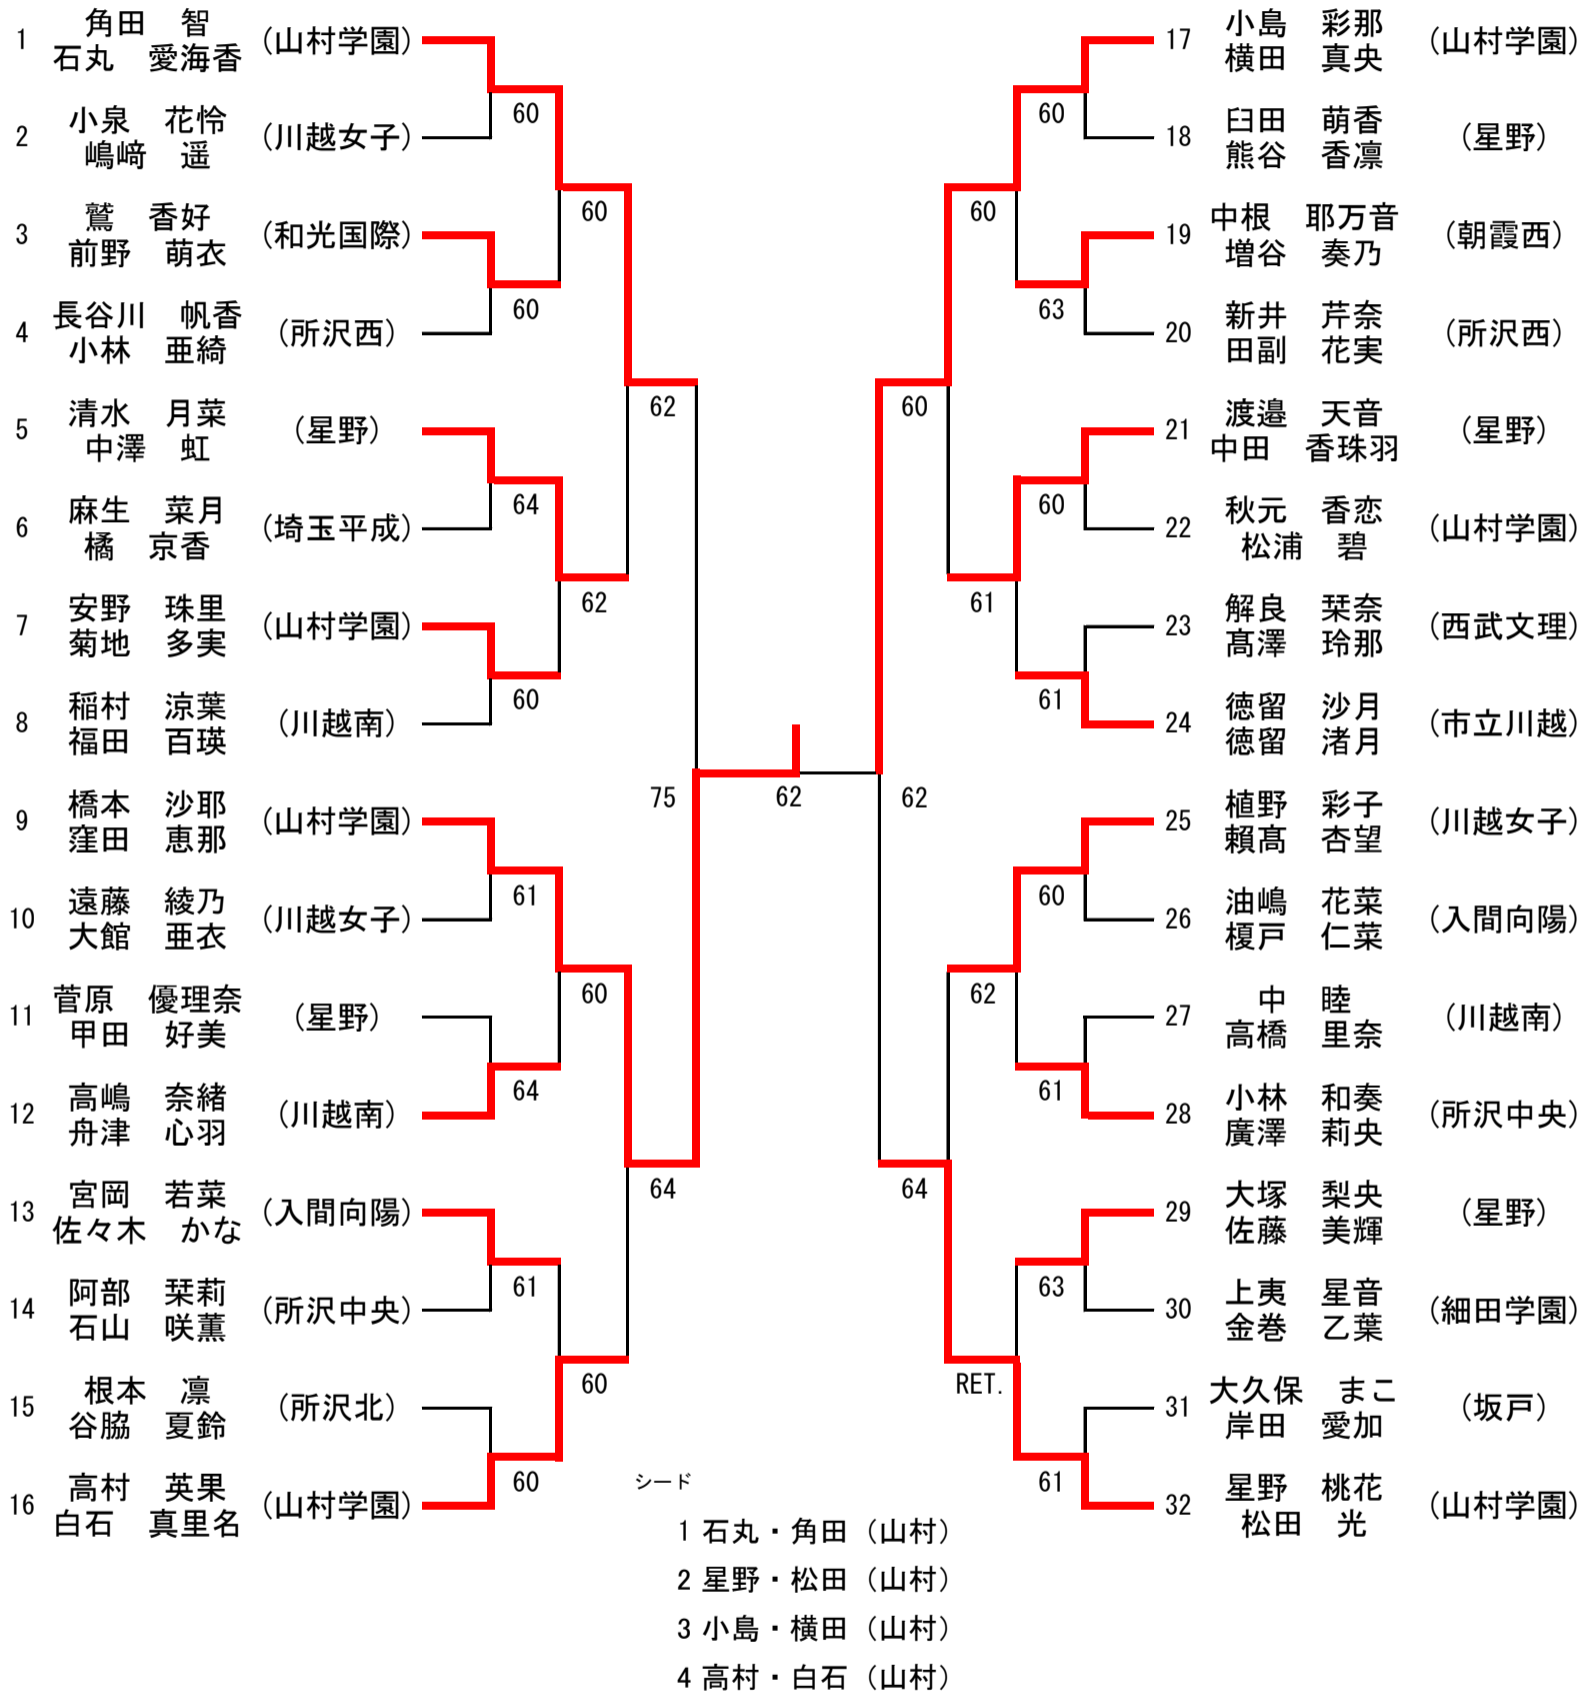 角田 智
1 (山村学園)
石丸 愛海香
60
小泉 花怜
2 (川越女子)
嶋﨑 遥
60
鷲 香好
3 (和光国際)
前野 萌衣
60
長谷川 帆香
4 (所沢西)
小林 亜綺
62
清水 月菜
5 (星野)
中澤 虹
64
麻生 菜月
6 (埼玉平成)
橘 京香
62
安野 珠里
7 (山村学園)
菊地 多実
60
稲村 涼葉
8 (川越南)
福田 百瑛
75
橋本 沙耶
9 (山村学園)
窪田 恵那
61
遠藤 綾乃
10 (川越女子)
大館 亜衣
60
菅原 優理奈
11 (星野)
甲田 好美
64
高嶋 奈緒
12 (川越南)
舟津 心羽
64
宮岡 若菜
13 (入間向陽)
佐々木 かな
61
阿部 栞莉
14 (所沢中央)
石山 咲薫
60
根本 凛
15 (所沢北)
谷脇 夏鈴
60
高村 英果
16 (山村学園)
白石 真里名
62
小島 彩那
17 (山村学園)
横田 真央
60
臼田 萌香
18 (星野)
熊谷 香凛
60
中根 耶万音
19 (朝霞西)
増谷 奏乃
63
新井 芹奈
20 (所沢西)
田副 花実
60
渡邉 天音
21 (星野)
中田 香珠羽
60
秋元 香恋
22 (山村学園)
松浦 碧
61
解良 栞奈
23 (西武文理)
髙澤 玲那
61
徳留 沙月
24 (市立川越)
徳留 渚月
62
植野 彩子
25 (川越女子)
頼髙 杏望
60
油嶋 花菜
26 (入間向陽)
榎戸 仁菜
62
中 睦
27 (川越南)
高橋 里奈
61
小林 和奏
28 (所沢中央)
廣澤 莉央
64
大塚 梨央
29 (星野)
佐藤 美輝
63
上夷 星音
30 (細田学園)
金巻 乙葉
RET.
大久保 まこ
31 (坂戸)
岸田 愛加
61
星野 桃花
32 (山村学園)
松田 光
シード
1 石丸・角田 (山村)
2 星野・松田 (山村)
3 小島・横田 (山村)
4 高村・白石 (山村)